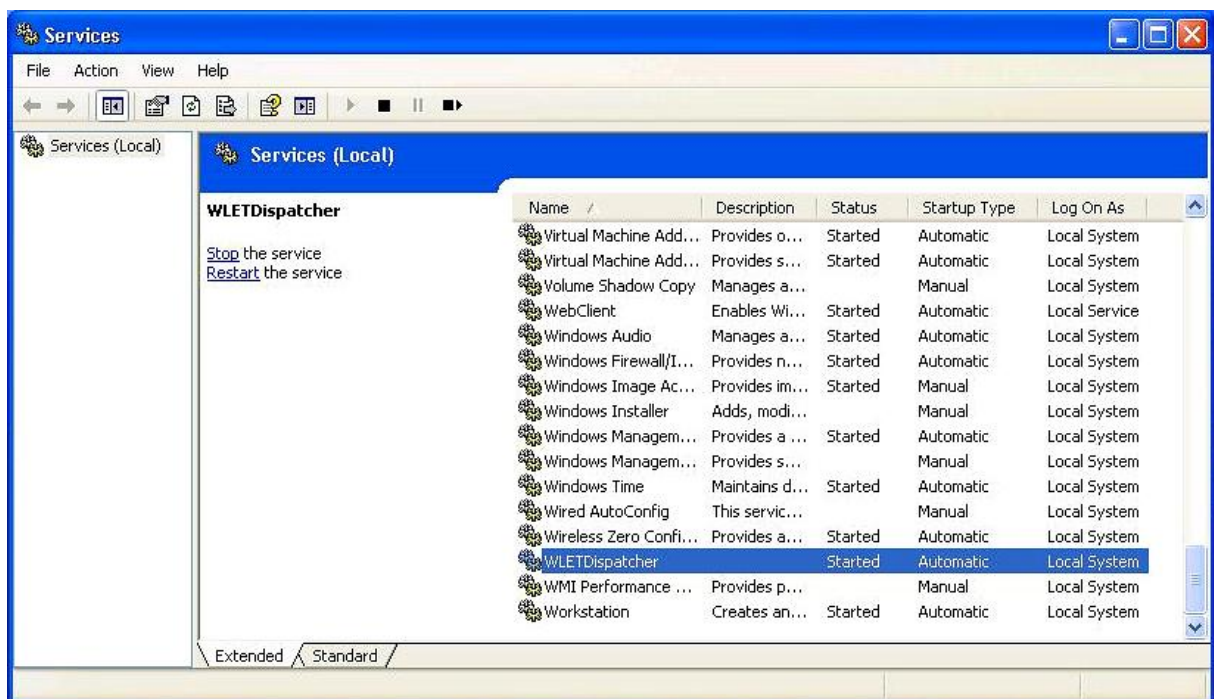 Services
File Action View Help
Services (Local)
Services (Local)
WLETDispatcher
Stop the service
Restart the service
Name Description Status Startup Type Log On As
Virtual Machine Add... Provides o... Started Automatic Local System
Virtual Machine Add... Provides s... Started Automatic Local System
Volume Shadow Copy Manages a... Manual Local System
WebClient Enables Wi... Started Automatic Local Service
Windows Audio Manages a... Started Automatic Local System
Windows Firewall/I... Provides n... Started Automatic Local System
Windows Image Ac... Provides im... Started Manual Local System
Windows Installer Adds, modi... Manual Local System
Windows Managem... Provides a ... Started Automatic Local System
Windows Managem... Provides s... Manual Local System
Windows Time Maintains d... Started Automatic Local System
Wired AutoConfig This servic... Manual Local System
Wireless Zero Confi... Provides a... Started Automatic Local System
WLETDispatcher Started Automatic Local System
WMI Performance ... Provides p... Manual Local System
Workstation Creates an... Started Automatic Local System
Extended Standard